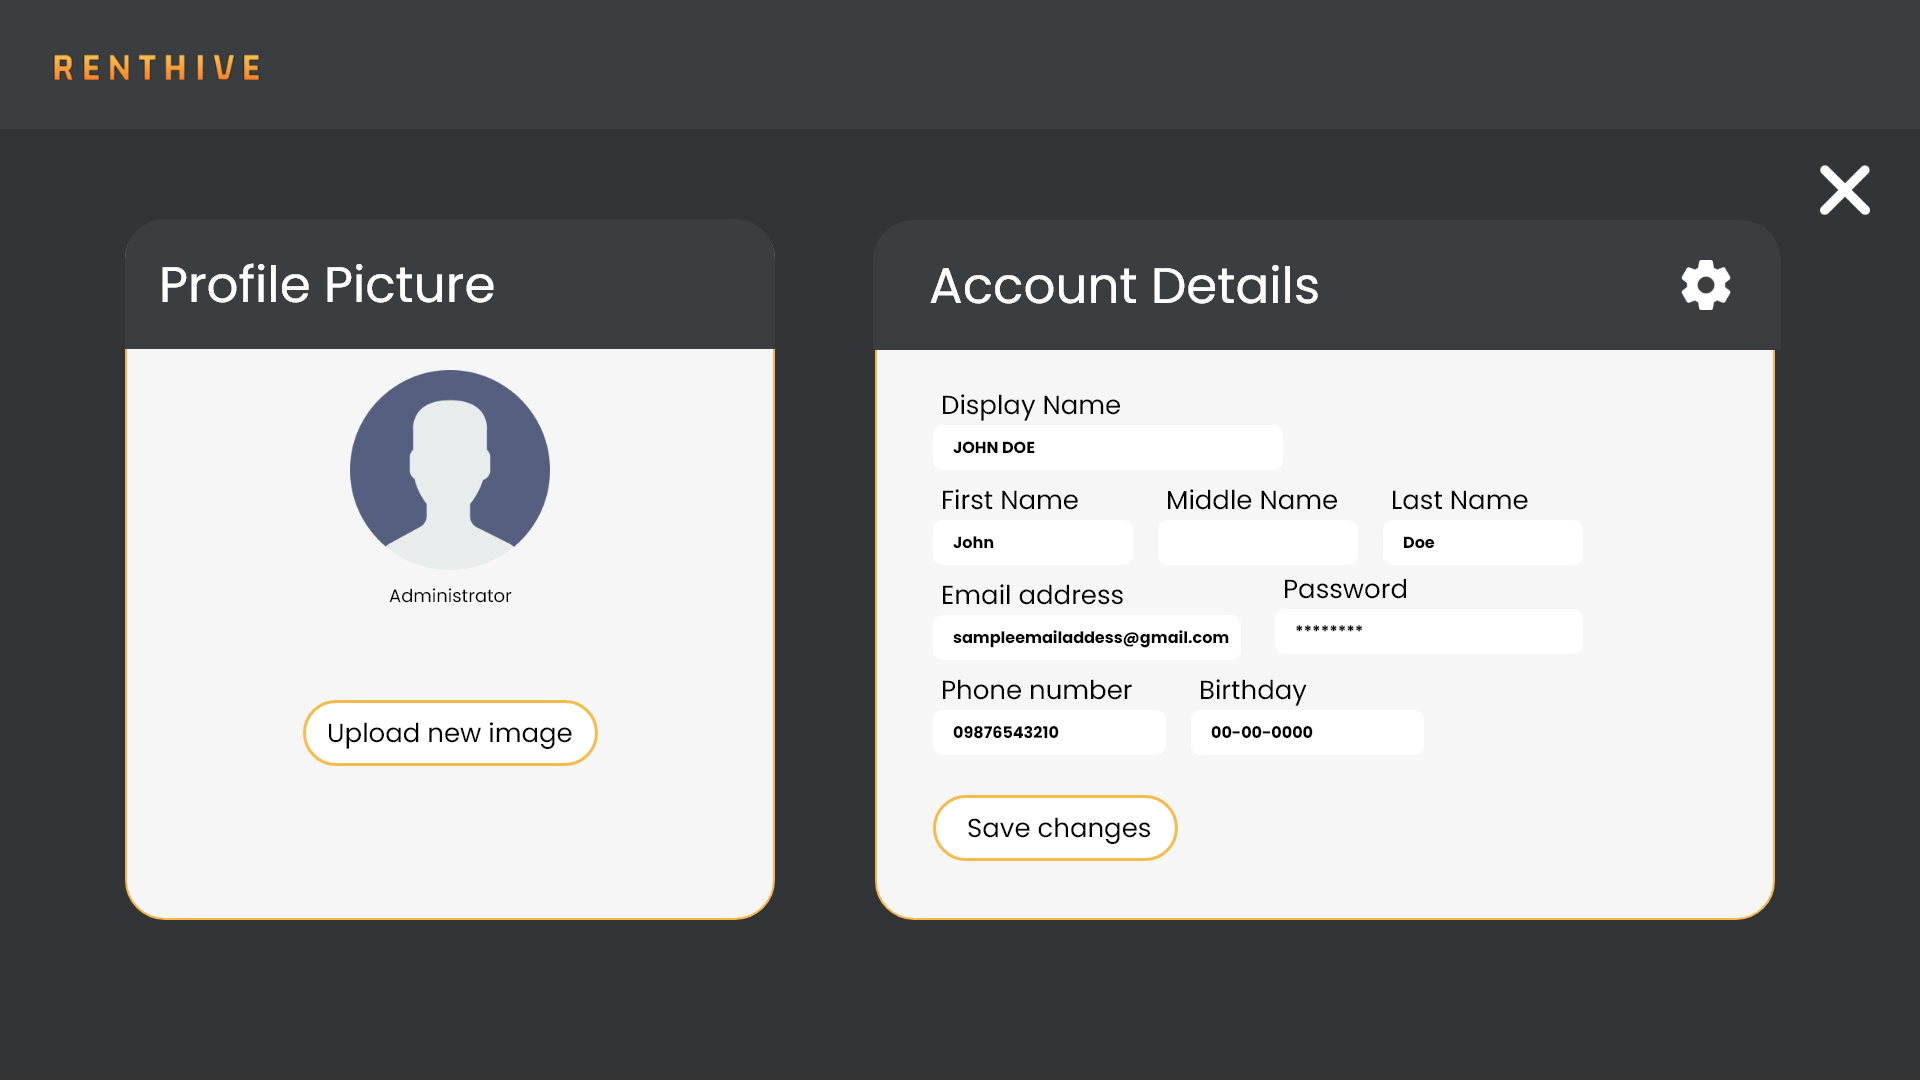 RENTHIVE
Profile Picture
Administrator
Upload new image
Account Details
Display Name
JOHN DOE
First Name Middle Name Last Name
John Doe
Email address Password
sampleemailaddess@gmail.com ********
Phone number Birthday
09876543210 00-00-0000
Save changes